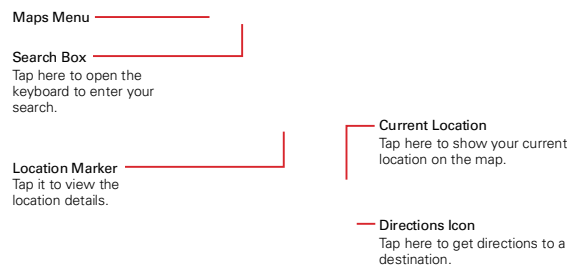 Maps Menu
Search Box
Tap here to open the
keyboard to enter your
search.
Location Marker
Tap it to view the
location details.
Current Location
Tap here to show your current
location on the map.
Directions Icon
Tap here to get directions to a
destination.